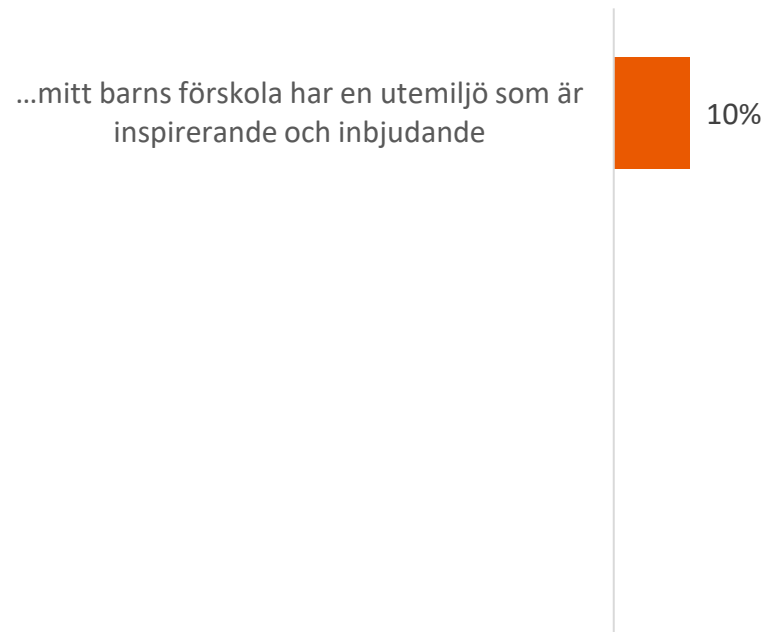 …mitt barns förskola har en utemiljö som är
inspirerande och inbjudande
10%